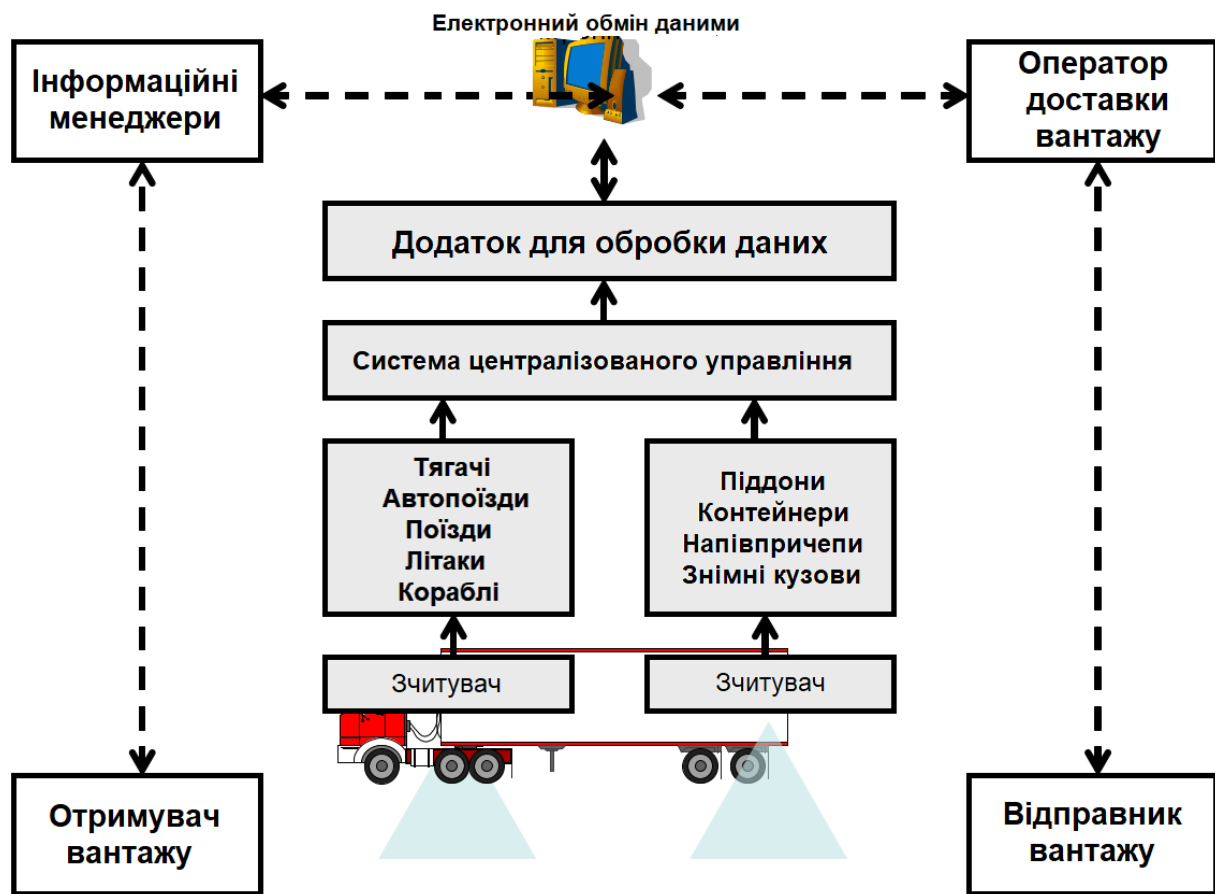 Електронний обмін даними
Інформаційні
менеджери
Оператор
доставки
вантажу
Додаток для обробки даних
Система централізованого управління
Тягачі
Автопоїзди
Поїзди
Літаки
Кораблі
Піддони
Контейнери
Напівпричепи
Знімні кузови
Зчитувач
Зчитувач
Отримувач
вантажу
Відправник
вантажу